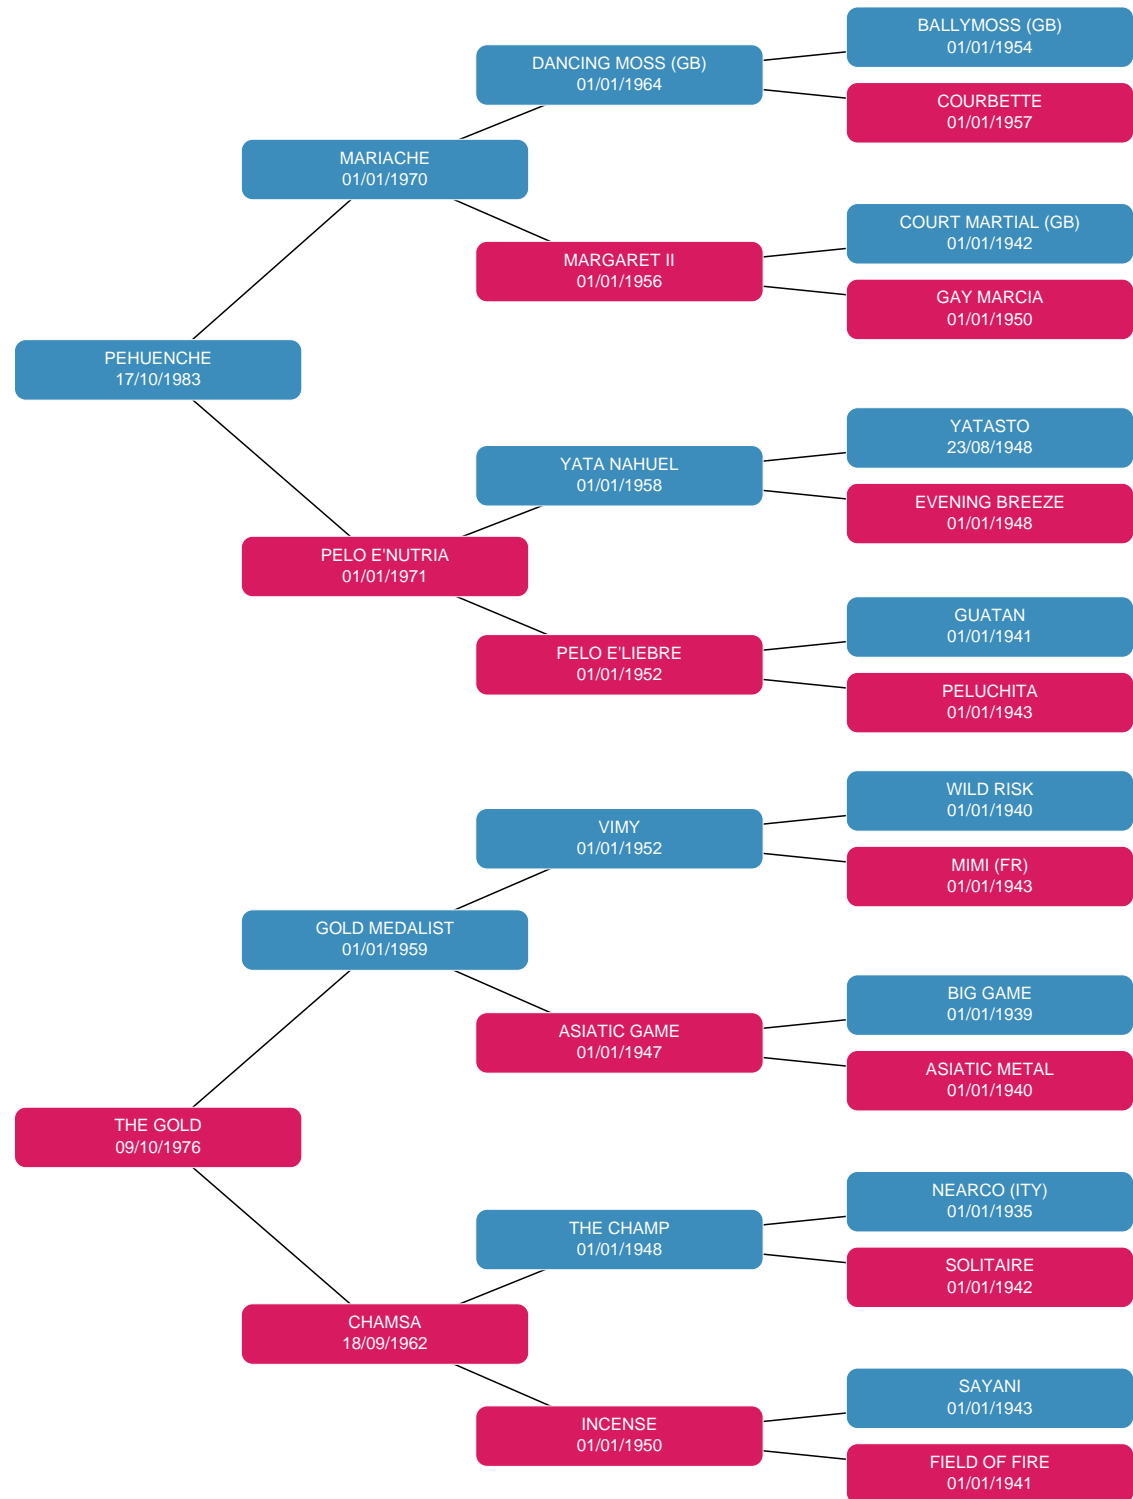 BALLYMOSS (GB)
01/01/1954
DANCING MOSS (GB)
01/01/1964
COURBETTE
01/01/1957
MARIACHE
01/01/1970
COURT MARTIAL (GB)
01/01/1942
MARGARET II
01/01/1956
GAY MARCIA
01/01/1950
PEHUENCHE
17/10/1983
YATASTO
23/08/1948
YATA NAHUEL
01/01/1958
EVENING BREEZE
01/01/1948
PELO E'NUTRIA
01/01/1971
GUATAN
01/01/1941
PELO E'LIEBRE
01/01/1952
PELUCHITA
01/01/1943
WILD RISK
01/01/1940
VIMY
01/01/1952
MIMI (FR)
01/01/1943
GOLD MEDALIST
01/01/1959
BIG GAME
01/01/1939
ASIATIC GAME
01/01/1947
ASIATIC METAL
01/01/1940
THE GOLD
09/10/1976
NEARCO (ITY)
01/01/1935
THE CHAMP
01/01/1948
SOLITAIRE
01/01/1942
CHAMSA
18/09/1962
SAYANI
01/01/1943
INCENSE
01/01/1950
FIELD OF FIRE
01/01/1941